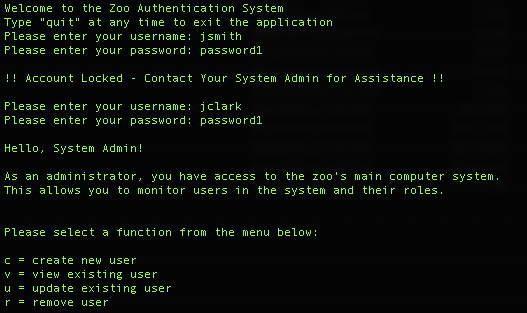 Welcome to the Zoo Authentication System
Type "quit" at any time to exit the application
Please enter your username: jsmith
Please enter your password: password1
!! Account Locked - Contact Your System Admin for Assistance !!
Please enter your username: jclark
Please enter your password: password1
Hello, System Admin!
As an administrator, you have access to the zoo's main computer system.
This allows you to monitor users in the system and their roles.
Please select a function from the menu below:
c = create new user
v = view existing user
u = update existing user
r = remove user